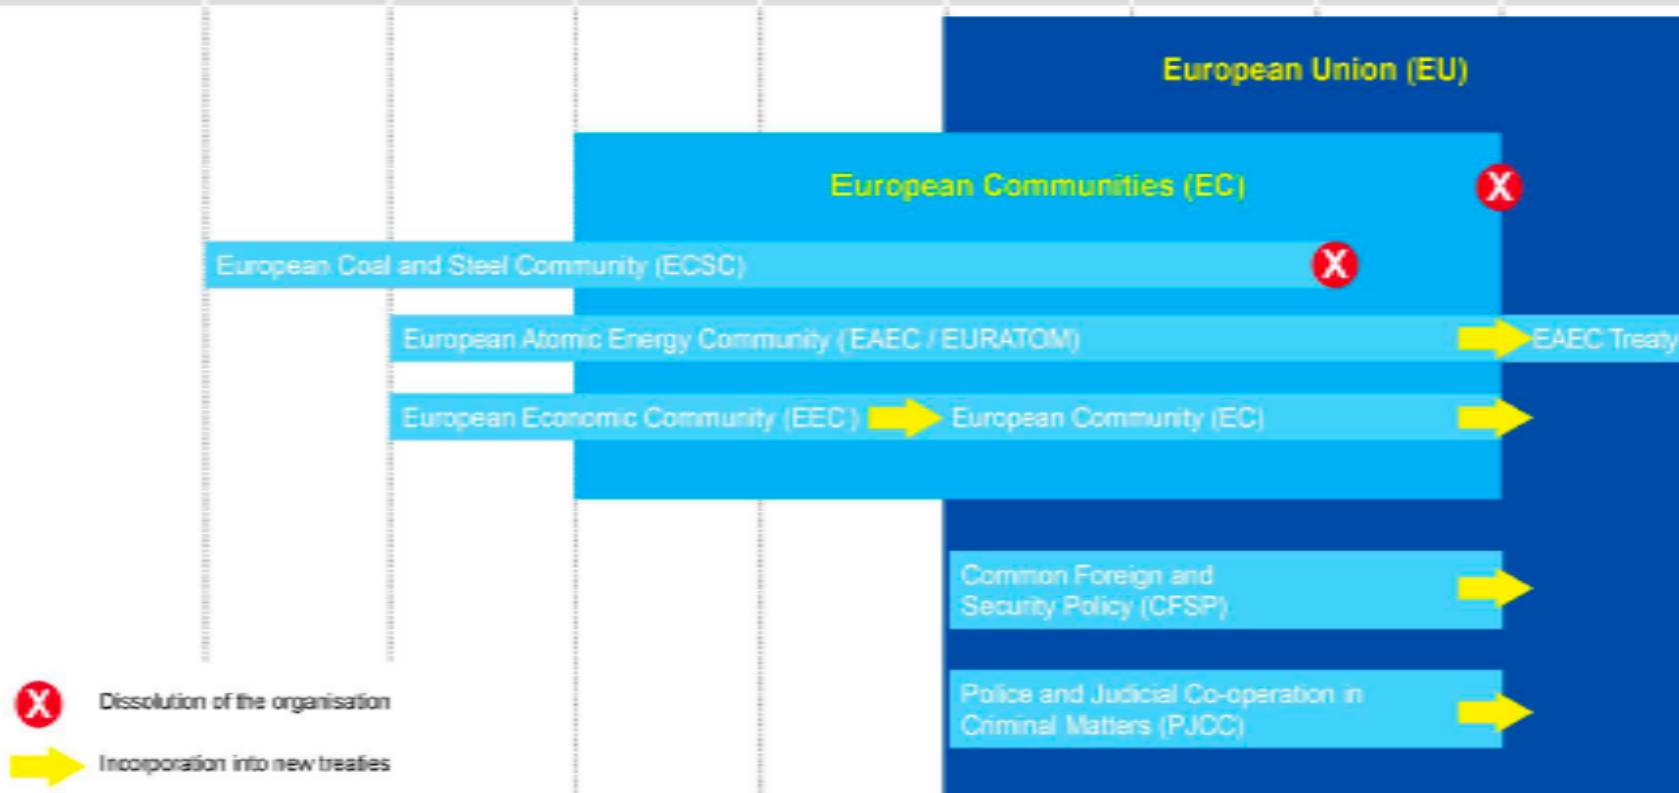 European Union (EU)
European Communities (EC)
X
European Coal and Steel Community (ECSC)
X
European Atomic Energy Community (EAEC / EURATOM)
EAEC Treaty
European Economic Community (EEC)
European Community (EC)
Common Foreign and
Security Policy (CFSP)
Police and Judicial Co-operation in
Criminal Matters (PJCC)
X
Dissolution of the organisation
Incorporation into new treaties